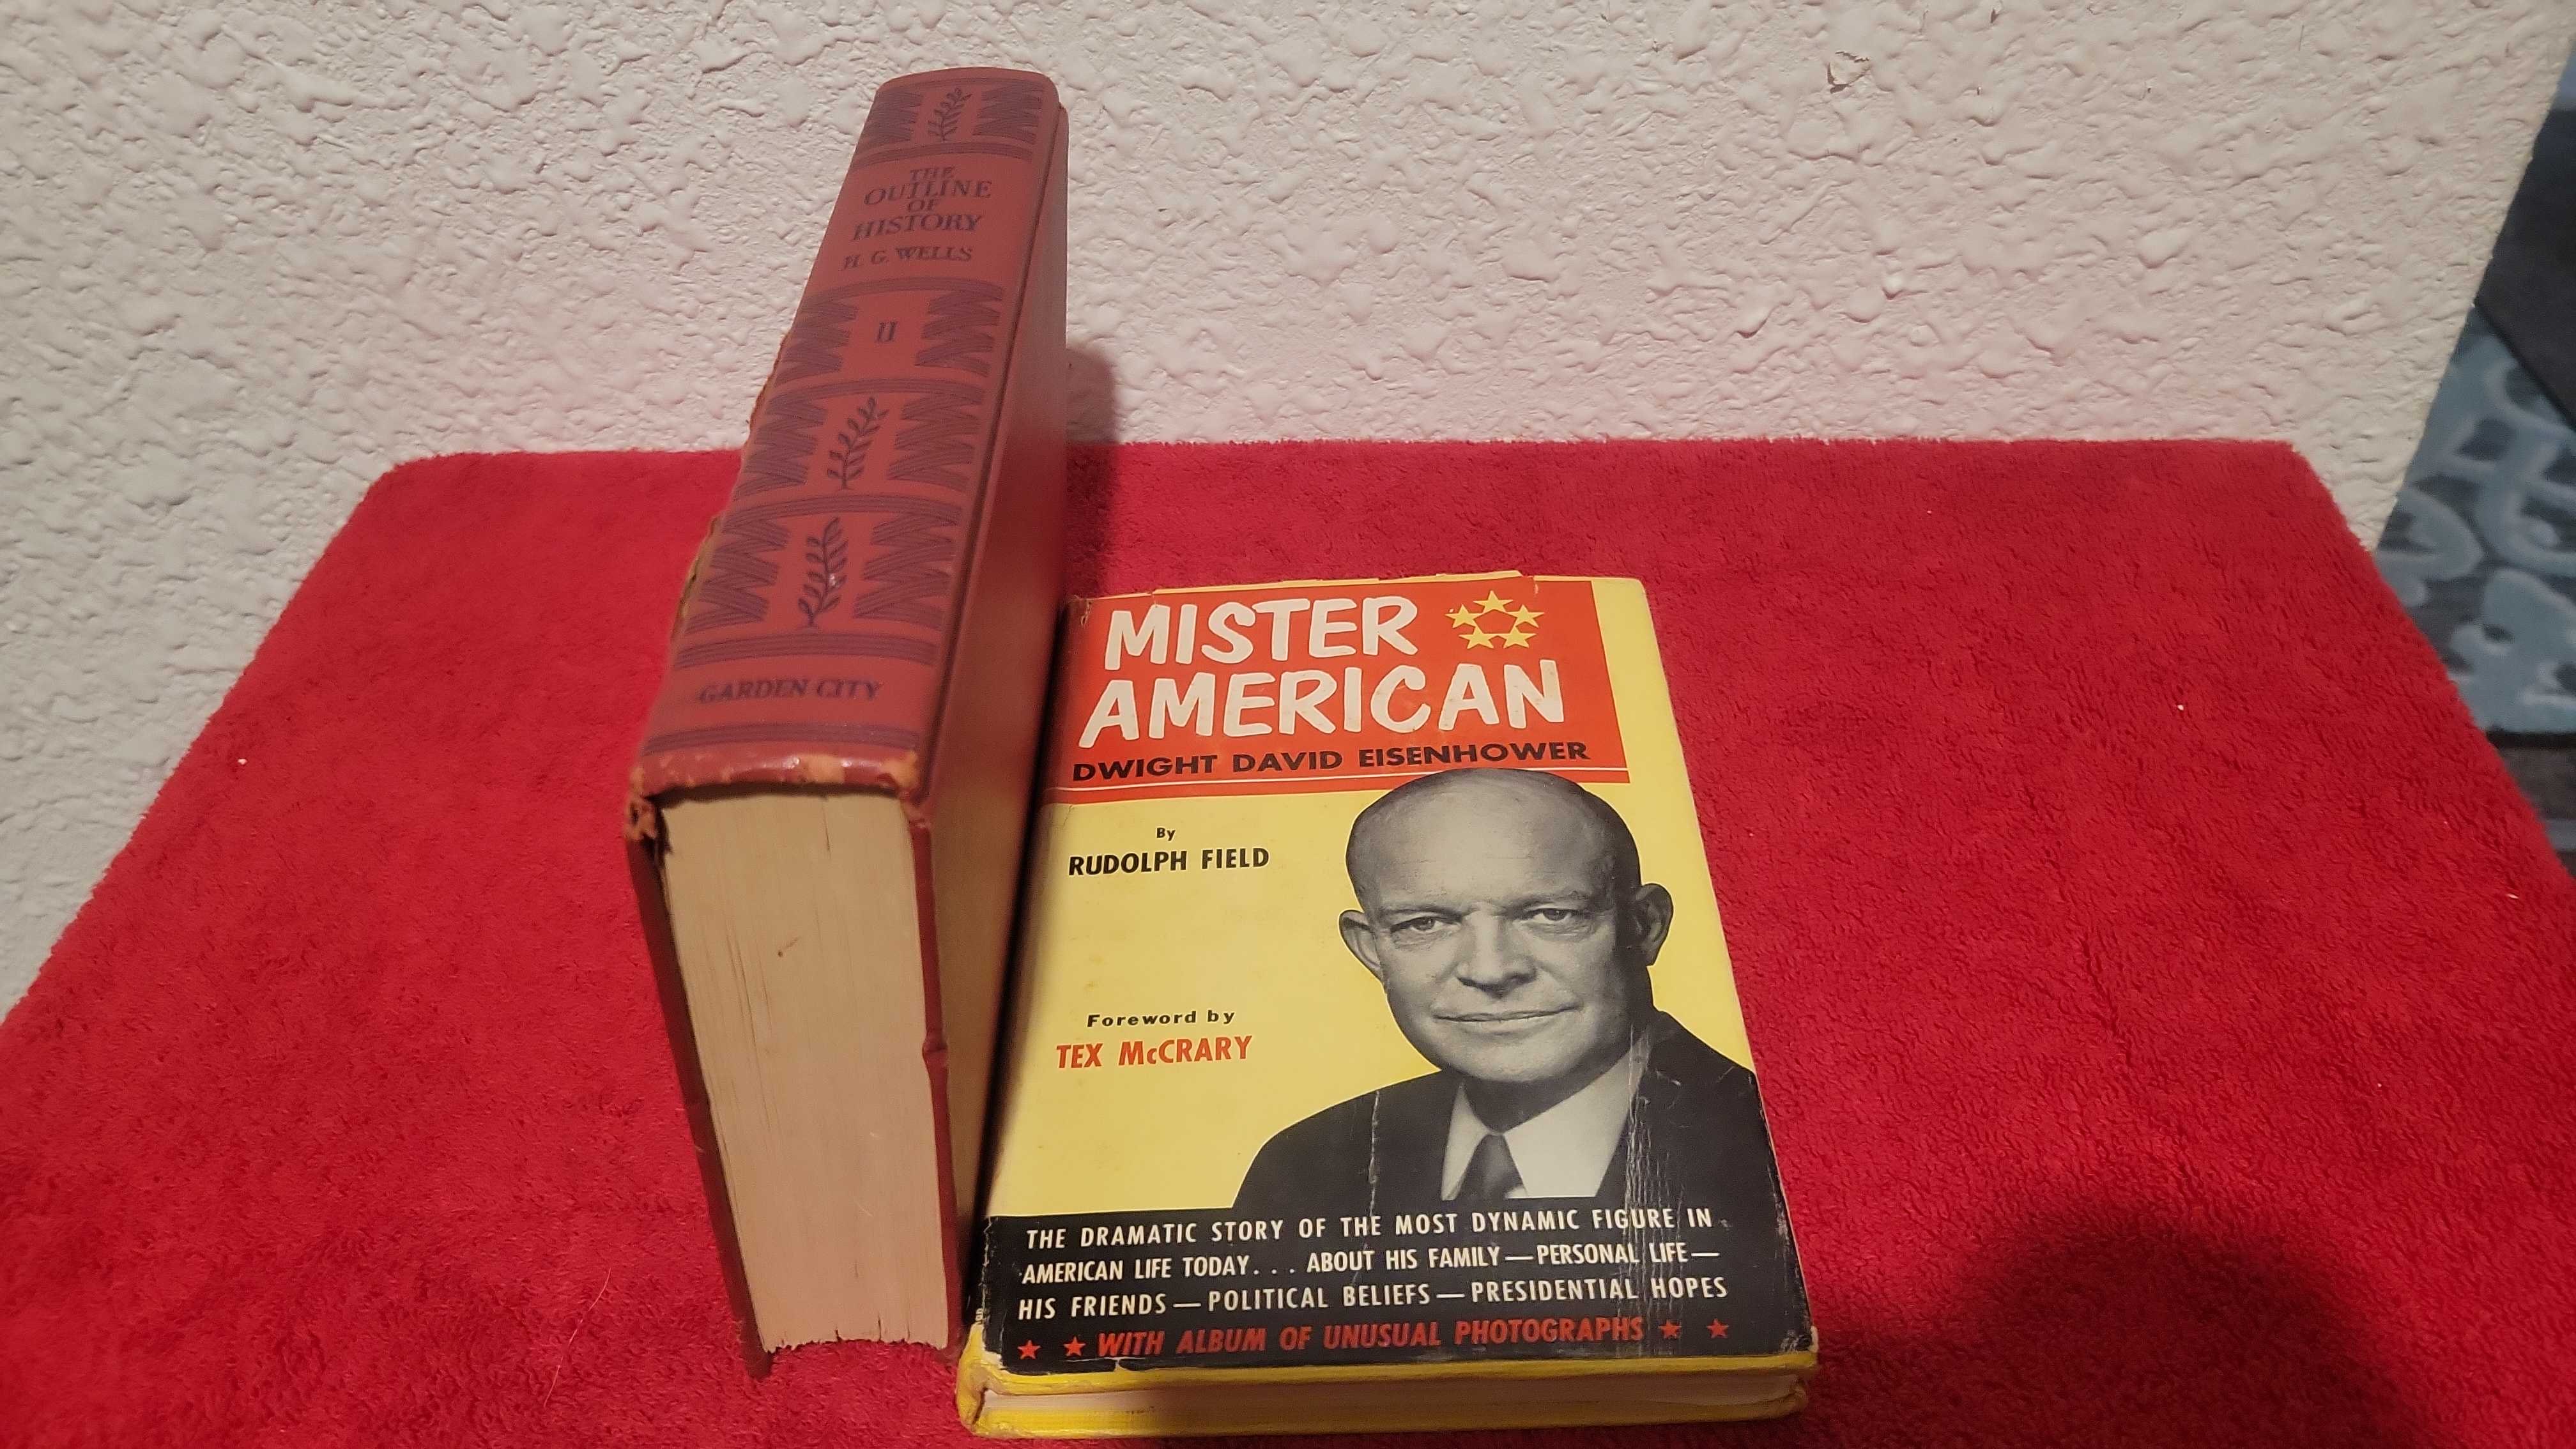 THE
OUTLINE
OF
HISTORY
H. G. WELLS
II
GARDEN CITY
MISTER
AMERICAN
DWIGHT DAVID EISENHOWER
By
RUDOLPH FIELD
Foreword by
TEX McCRARY
THE DRAMATIC STORY OF THE MOST DYNAMIC FIGURE IN
AMERICAN LIFE TODAY... ABOUT HIS FAMILY—PERSONAL LIFE—
HIS FRIENDS—POLITICAL BELIEFS—PRESIDENTIAL HOPES
★ ★ WITH ALBUM OF UNUSUAL PHOTOGRAPHS ★ ★